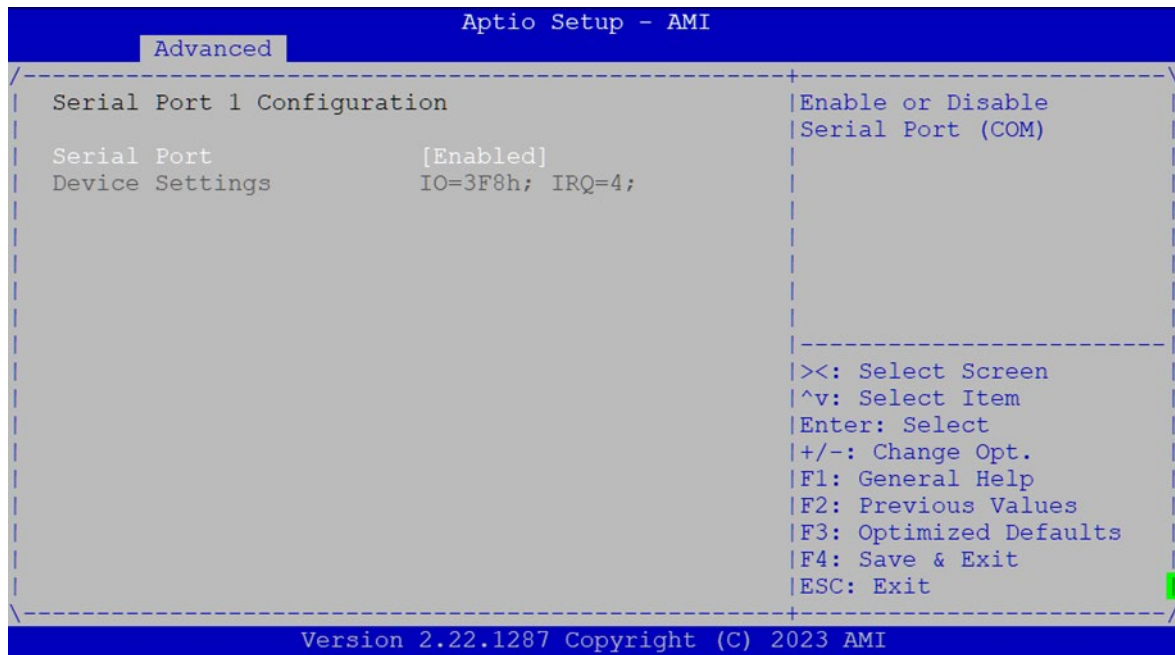 Aptio Setup - AMI
Advanced
Serial Port 1 Configuration
Serial Port [Enabled]
Device Settings IO=3F8h; IRQ=4;
Enable or Disable
Serial Port (COM)
><: Select Screen
^v: Select Item
Enter: Select
+/-: Change Opt.
F1: General Help
F2: Previous Values
F3: Optimized Defaults
F4: Save & Exit
ESC: Exit
Version 2.22.1287 Copyright (C) 2023 AMI